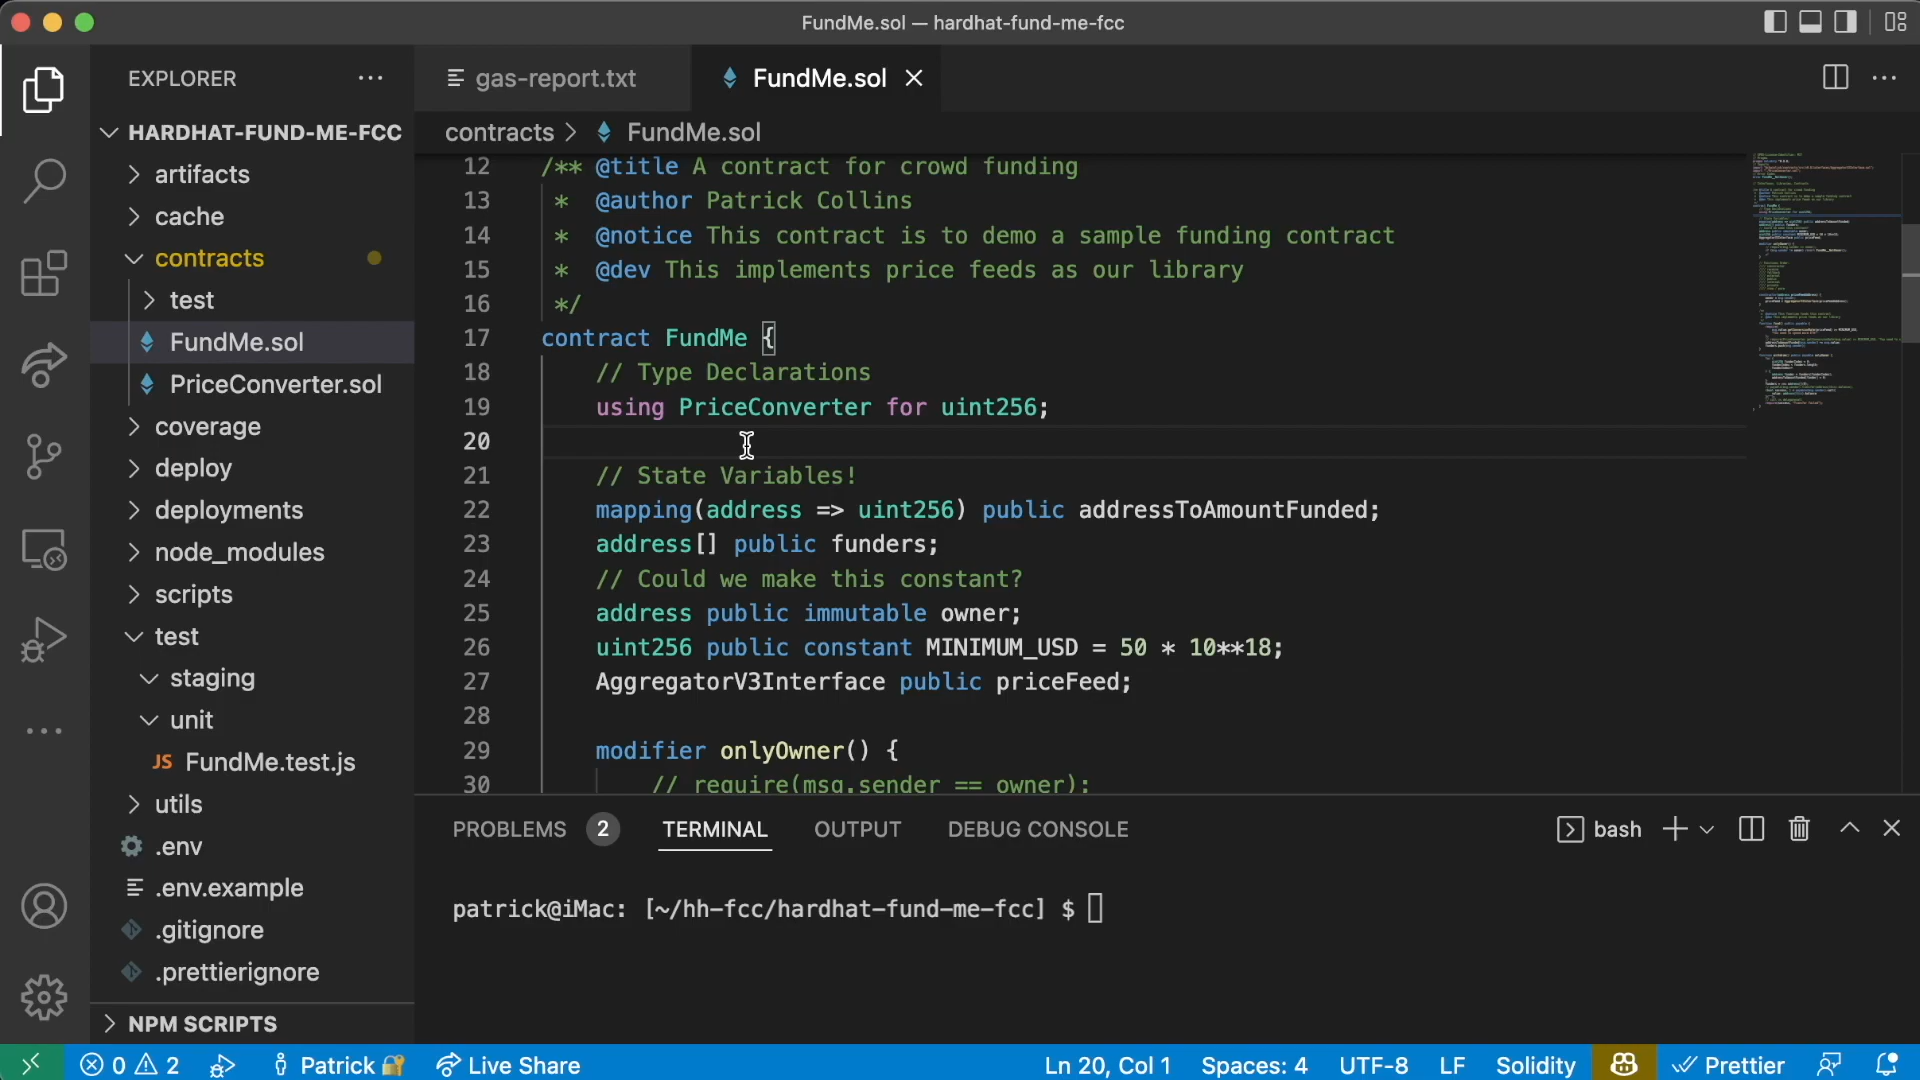 FundMe.sol — hardhat-fund-me-fcc
EXPLORER
HARDHAT-FUND-ME-FCC
artifacts
cache
contracts
test
FundMe.sol
PriceConverter.sol
coverage
deploy
deployments
node_modules
scripts
test
staging
unit
JS FundMe.test.js
utils
.env
.env.example
.gitignore
.prettierignore
NPM SCRIPTS
gas-report.txt
FundMe.sol
contracts > FundMe.sol
12 /** @title A contract for crowd funding
13 * @author Patrick Collins
14 * @notice This contract is to demo a sample funding contract
15 * @dev This implements price feeds as our library
16 */
17 contract FundMe {
18 // Type Declarations
19 using PriceConverter for uint256;
20
21 // State Variables!
22 mapping(address => uint256) public addressToAmountFunded;
23 address[] public funders;
24 // Could we make this constant?
25 address public immutable owner;
26 uint256 public constant MINIMUM_USD = 50 * 10**18;
27 AggregatorV3Interface public priceFeed;
28
29 modifier onlyOwner() {
30 // require(msg.sender == owner);
PROBLEMS 2 TERMINAL OUTPUT DEBUG CONSOLE
bash
patrick@iMac: [~/hh-fcc/hardhat-fund-me-fcc] $
0 2 Patrick Live Share Ln 20, Col 1 Spaces: 4 UTF-8 LF Solidity Prettier